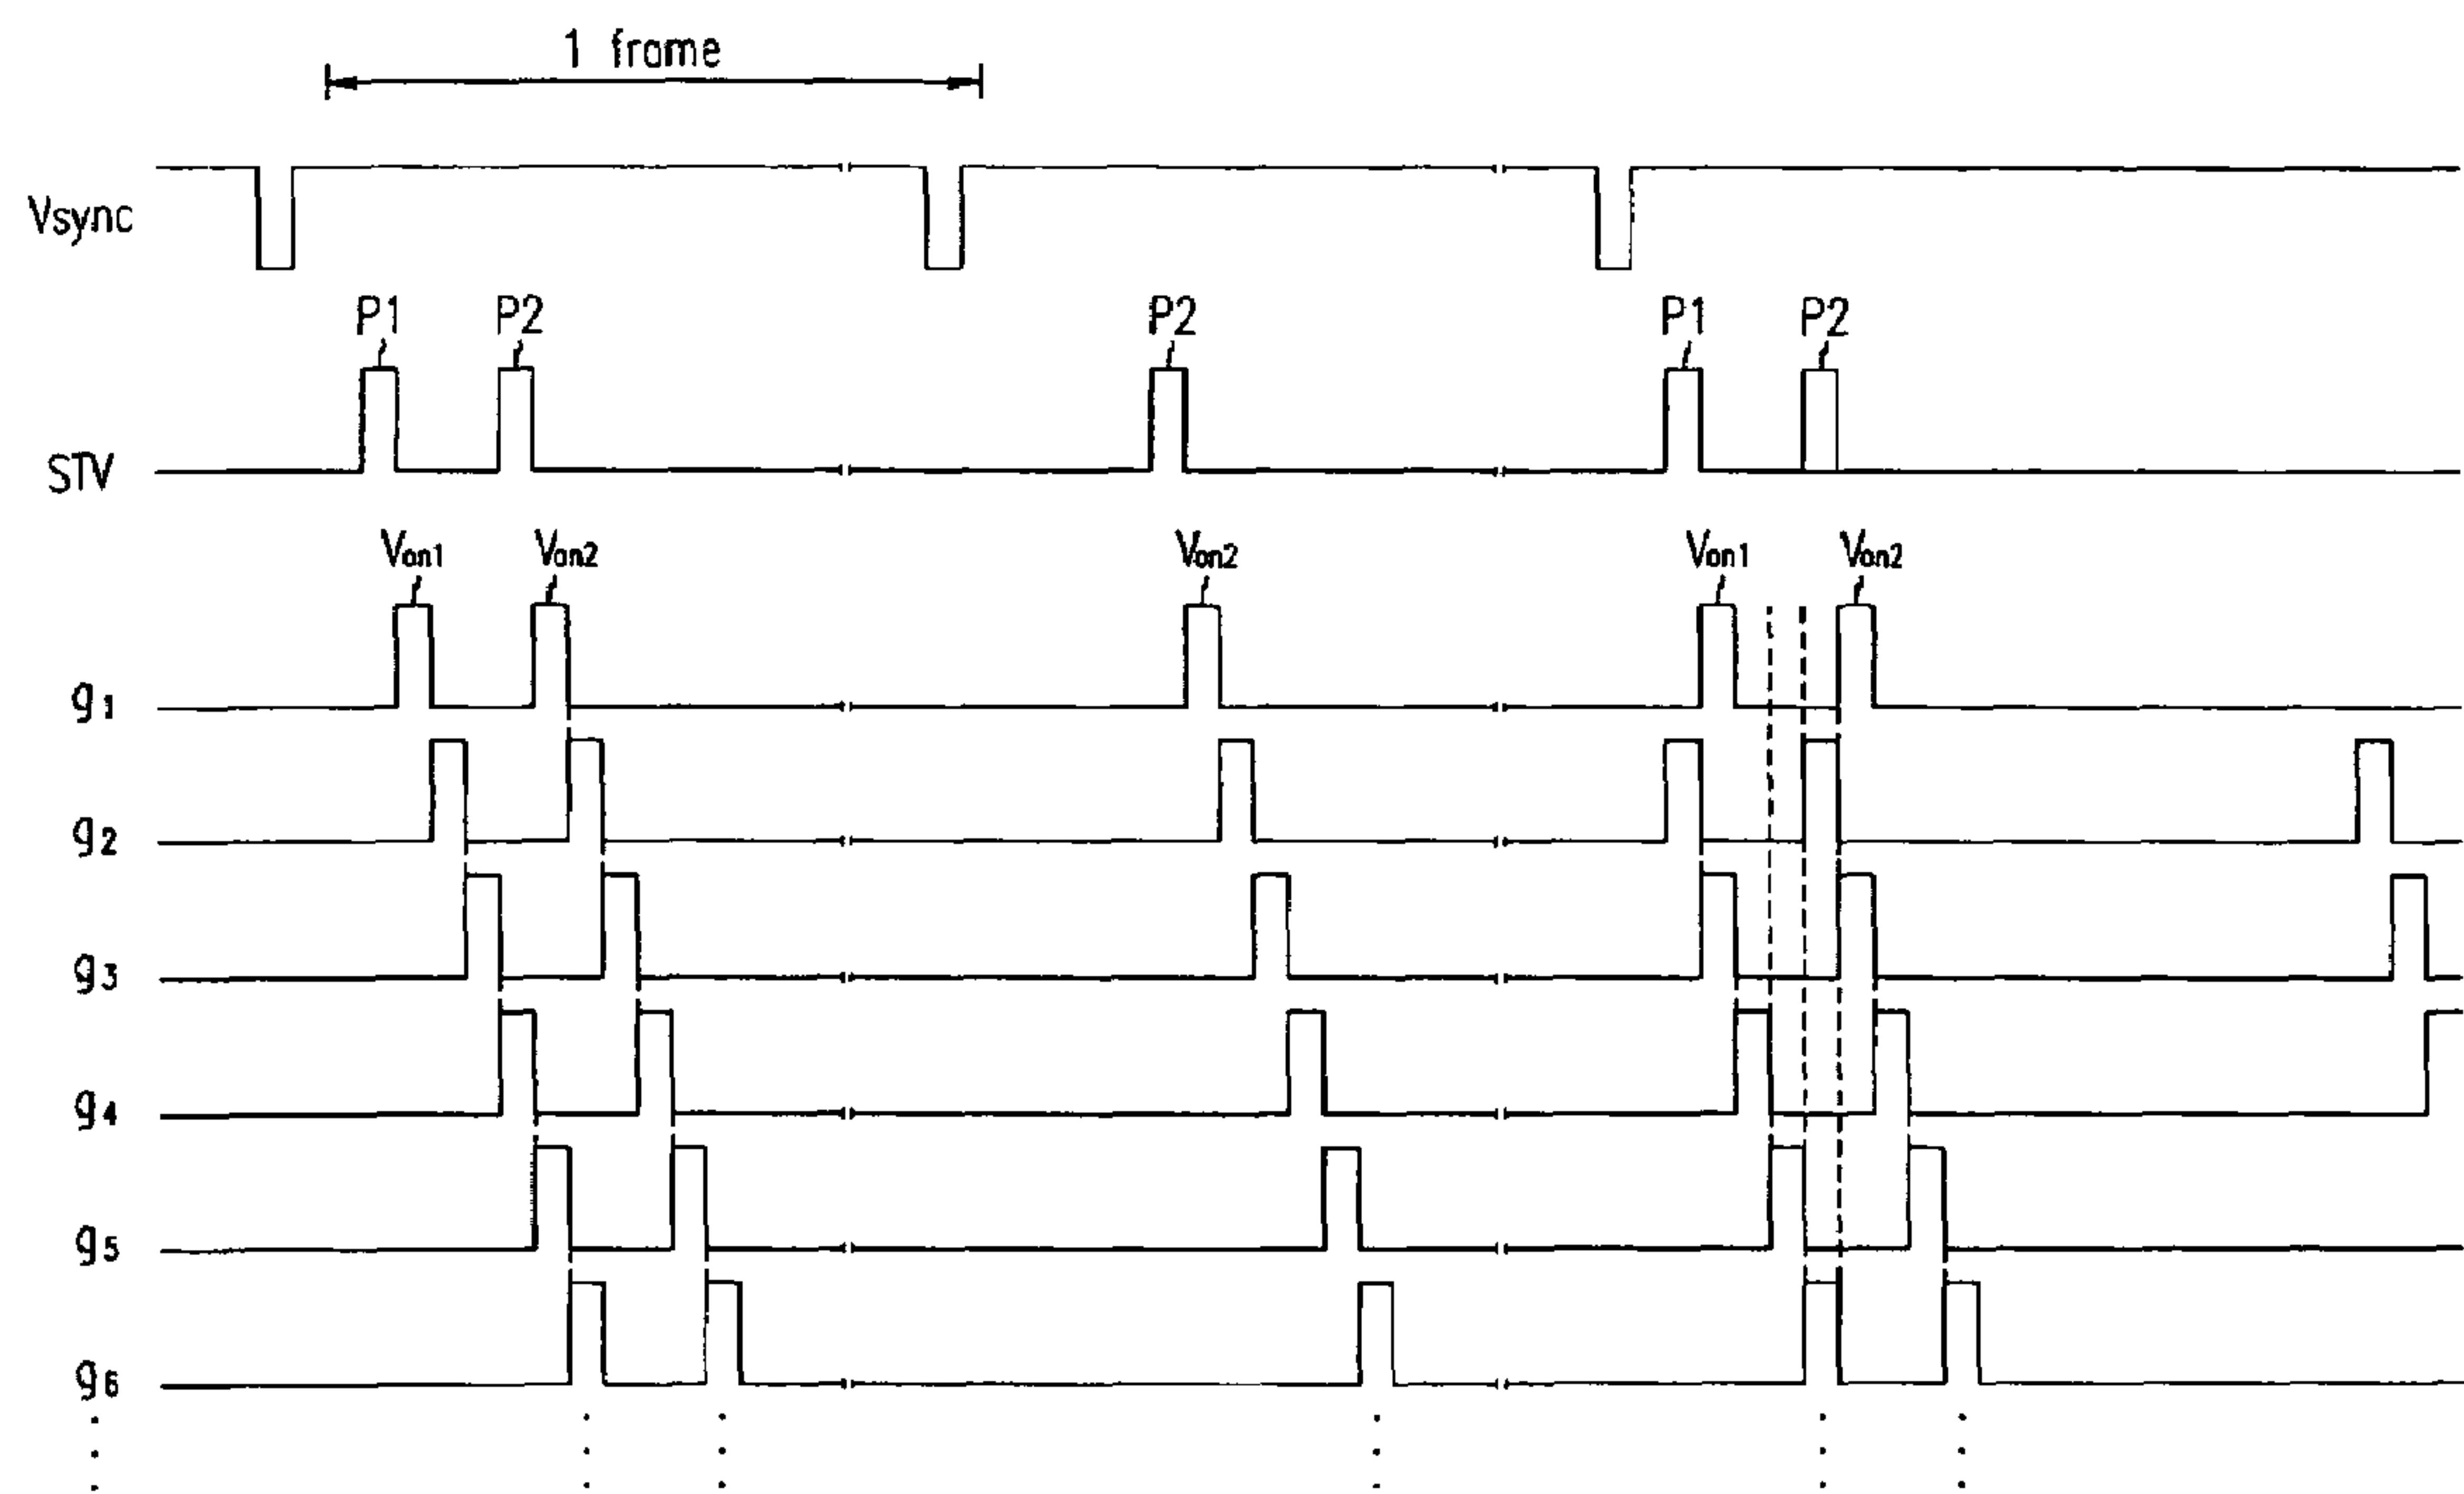 1 frame
Vsync
P1 P2 P2 P1 P2
STV
Von1 Von2 Von2 Von1 Von2
g1
g2
g3
g4
g5
g6